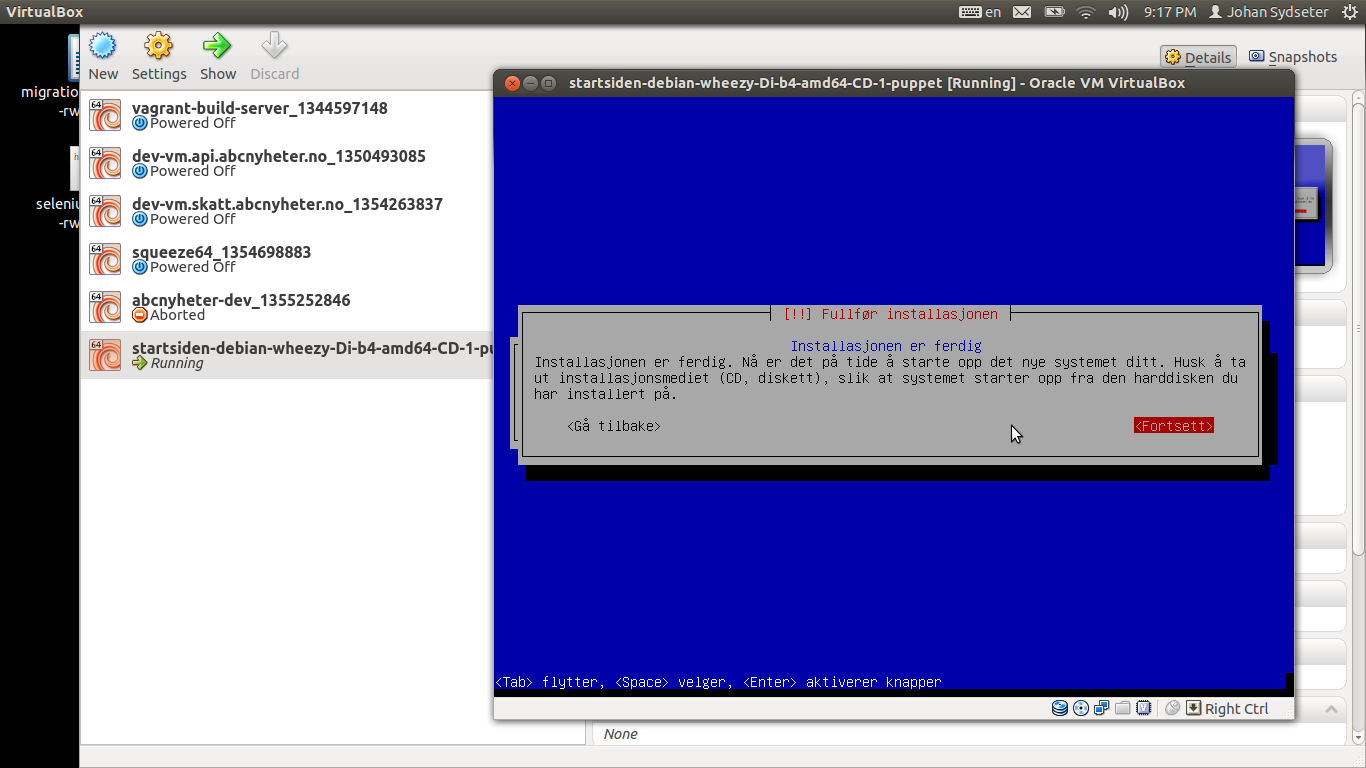 VirtualBox
en
9:17 PM
Johan Sydseter
New
Settings
Show
Discard
Details
Snapshots
migratio
-rw
seleniu
-rw
64
vagrant-build-server_1344597148
Powered Off
64
dev-vm.api.abcnyheter.no_1350493085
Powered Off
64
dev-vm.skatt.abcnyheter.no_1354263837
Powered Off
64
squeeze64_1354698883
Powered Off
64
abcnyheter-dev_1355252846
Aborted
64
startsiden-debian-wheezy-Di-b4-amd64-CD-1-pu
Running
startsiden-debian-wheezy-Di-b4-amd64-CD-1-puppet [Running] - Oracle VM VirtualBox
[!!] Fullfør installasjonen
Installasjonen er ferdig
Installasjonen er ferdig. Nå er det på tide å starte opp det nye systemet ditt. Husk å ta
ut installasjonsmediet (CD, diskett), slik at systemet starter opp fra den harddisken du
har installert på.
<Gå tilbake>
<Fortsett>
<Tab> flytter, <Space> velger, <Enter> aktiverer knapper
Right Ctrl
None